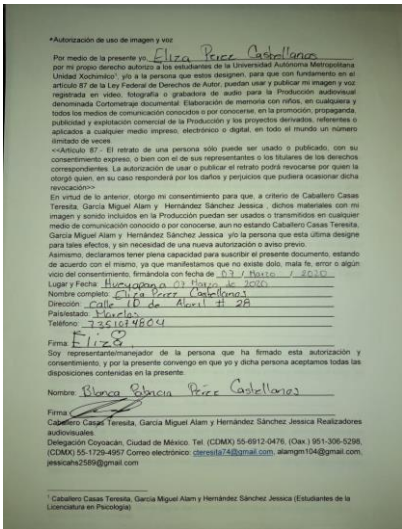 *Autorización de uso de imagen y voz
Por medio de la presente yo, Eliza Perez Castellanos
por mi propio derecho autorizo a los estudiantes de la Universidad Autónoma Metropolitana
Unidad Xochimilco¹, y/o a la persona que estos designen, para que con fundamento en el
artículo 87 de la Ley Federal de Derechos de Autor, puedan usar y publicar mi imagen y voz
registrada en video, fotografía o grabadora de audio para la Producción audiovisual
denominada Cortometraje documental: Elaboración de memoria con niños, en cualquiera y
todos los medios de comunicación conocidos o por conocerse, en la promoción, propaganda,
publicidad y explotación comercial de la Producción y los proyectos derivados, referentes o
aplicados a cualquier medio impreso, electrónico o digital, en todo el mundo un número
ilimitado de veces.
<<Artículo 87.- El retrato de una persona sólo puede ser usado o publicado, con su
consentimiento expreso, o bien con el de sus representantes o los titulares de los derechos
correspondientes. La autorización de usar o publicar el retrato podrá revocarse por quien la
otorgó quien, en su caso responderá por los daños y perjuicios que pudiera ocasionar dicha
revocación>>
En virtud de lo anterior, otorgo mi consentimiento para que, a criterio de Caballero Casas
Teresita, García Miguel Alam y Hernández Sánchez Jessica , dichos materiales con mi
imagen y sonido incluidos en la Producción puedan ser usados o transmitidos en cualquier
medio de comunicación conocido o por conocerse, aun no estando Caballero Casas Teresita,
García Miguel Alam y Hernández Sánchez Jessica y/o la persona que esta última designe
para tales efectos, y sin necesidad de una nueva autorización o aviso previo.
Asimismo, declaramos tener plena capacidad para suscribir el presente documento, estando
de acuerdo con el mismo, ya que manifestamos que no existe dolo, mala fe, error o algún
vicio del consentimiento, firmándola con fecha de 07 / Marzo / 2020
Lugar y Fecha: Hueyapan a 07 Marzo de 2020
Nombre completo: Eliza Perez Castellanos
Dirección: Calle 10 de Abril # 28
País/estado: Morelos
Teléfono: 7351074804
Firma: Eliza
Soy representante/manejador de la persona que ha firmado esta autorización y
consentimiento, y por la presente convengo en que yo y dicha persona aceptamos todas las
disposiciones contenidas en la presente.
Nombre: Blanca Patricia Pérez Castellanos
Firma:
Caballero Casas Teresita, García Miguel Alam y Hernández Sánchez Jessica Realizadores
audiovisuales.
Delegación Coyoacán, Ciudad de México. Tel. (CDMX) 55-6912-0476, (Oax.) 951-306-5298,
(CDMX) 55-1729-4957 Correo electrónico: cteresita74@gmail.com, alamgm104@gmail.com,
jessicahs2589@gmail.com
¹ Caballero Casas Teresita, García Miguel Alam y Hernández Sánchez Jessica (Estudiantes de la
Licenciatura en Psicología)